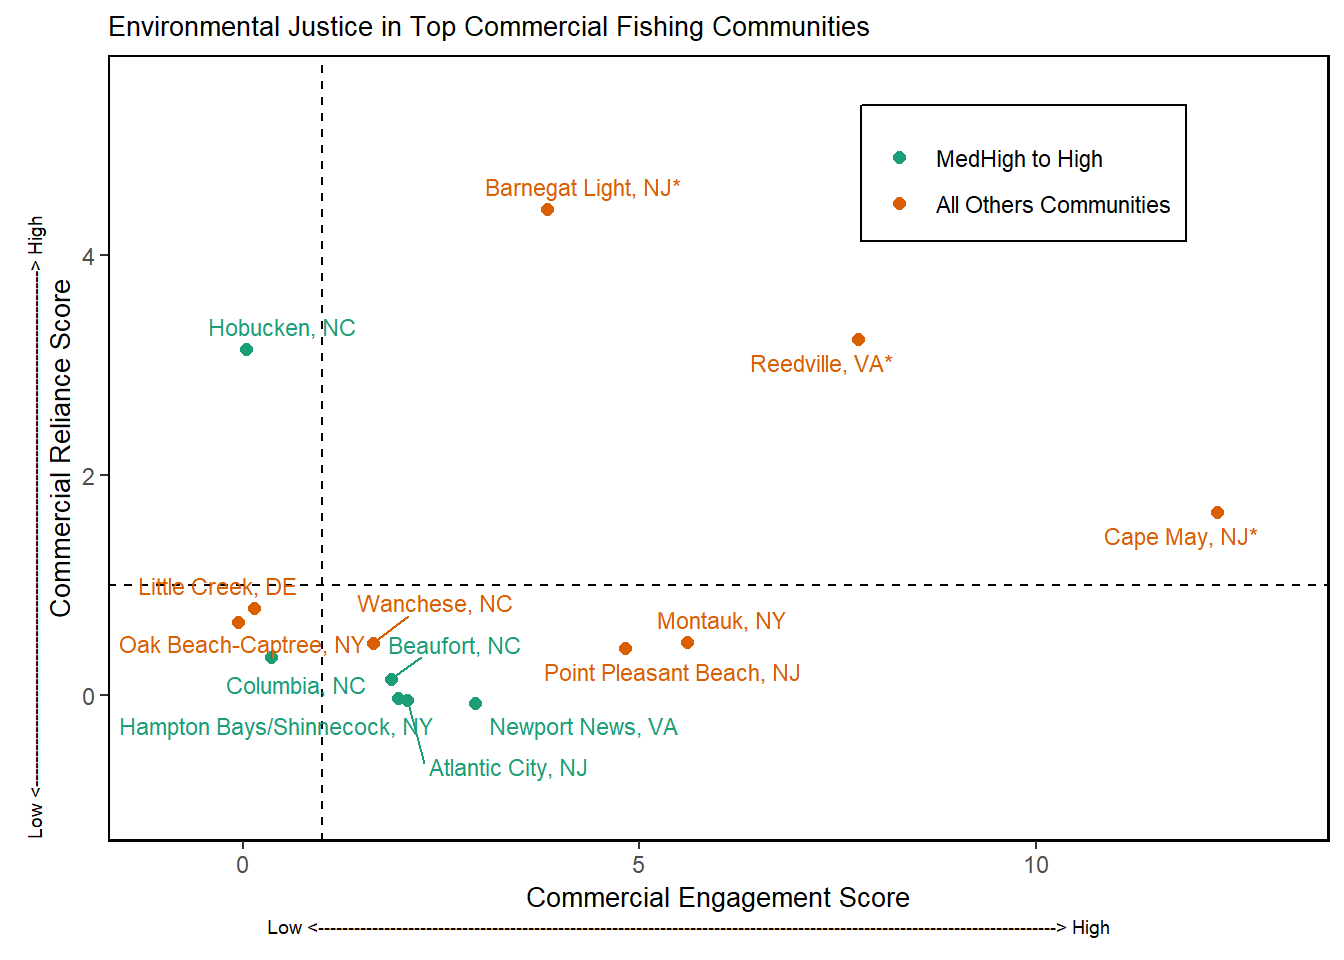 Environmental Justice in Top Commercial Fishing Communities
MedHigh to High
All Others Communities
Barnegat Light, NJ*
Hobucken, NC
Reedville, VA*
Cape May, NJ*
Little Creek, DE
Wanchese, NC
Montauk, NY
Oak Beach-Captree, NY
Beaufort, NC
Point Pleasant Beach, NJ
Columbia, NC
Hampton Bays/Shinnecock, NY
Newport News, VA
Atlantic City, NJ
4
2
0
Commercial Reliance Score
Low <---------------------------------------------------------------------------------------> High
0
5
10
Commercial Engagement Score
Low <---------------------------------------------------------------------------------------------------------------------------> High